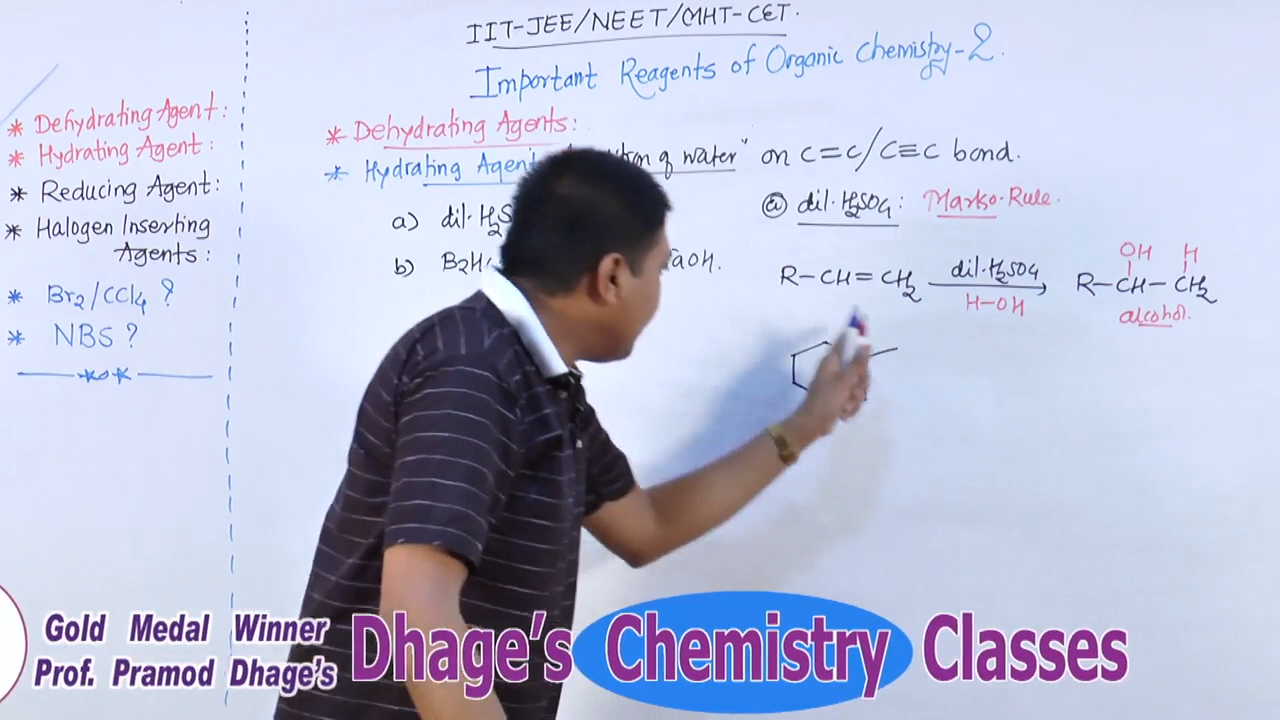 IIT-JEE/NEET/MHT-CET.
Important Reagents of Organic Chemistry-2.
* Dehydrating Agent:
* Hydrating Agent:
* Reducing Agent:
* Halogen Inserting
Agents:
* Br2/CCl4 ?
* NBS ?
* Dehydrating Agents:
* Hydrating Agent of water" on C=C/C≡C bond.
a) dil.H2S
b) B2H NaOH.
ⓐ dil.H2SO4: Marko-Rule.
OH H
R-CH=CH2 dil.H2SO4 → R-CH-CH2
H-OH alcohol.
Gold Medal Winner
Prof. Pramod Dhage's
Dhage's Chemistry Classes